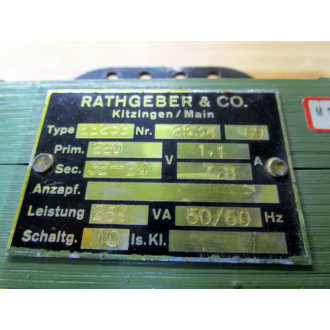 RATHGEBER & CO.
Kitzingen/Main
Type Nr.
Prim. 220 V 1.1 A
Sec.
Anzapf.
Leistung 250 VA 50/60 Hz
Schaltg. 10 Is.Kl.
M